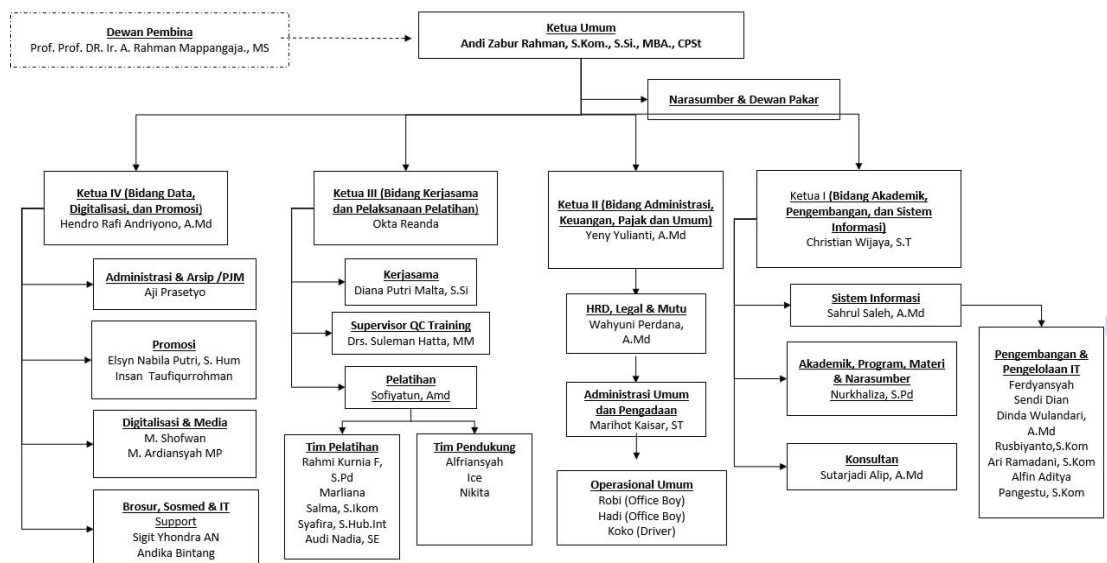 Dewan Pembina
Prof. Prof. DR. Ir. A. Rahman Mappangaja., MS
Ketua Umum
Andi Zabur Rahman, S.Kom., S.Si., MBA., CPSt
Narasumber & Dewan Pakar
Ketua IV (Bidang Data,
Digitalisasi, dan Promosi)
Hendro Rafi Andriyono, A.Md
Administrasi & Arsip /PJM
Aji Prasetyo
Promosi
Elsyn Nabila Putri, S. Hum
Insan Taufiqurrohman
Digitalisasi & Media
M. Shofwan
M. Ardiansyah MP
Brosur, Sosmed & IT
Support
Sigit Yhondra AN
Andika Bintang
Ketua III (Bidang Kerjasama
dan Pelaksanaan Pelatihan)
Okta Reanda
Kerjasama
Diana Putri Malta, S.Si
Supervisor QC Training
Drs. Suleman Hatta, MM
Pelatihan
Sofiyatun, Amd
Tim Pelatihan
Rahmi Kurnia F,
S.Pd
Marliana
Salma, S.Ikom
Syafira, S.Hub.Int
Audi Nadia, SE
Tim Pendukung
Alfriansyah
Ice
Nikita
Ketua II (Bidang Administrasi,
Keuangan, Pajak dan Umum)
Yeny Yulianti, A.Md
HRD, Legal & Mutu
Wahyuni Perdana,
A.Md
Administrasi Umum
dan Pengadaan
Marihot Kaisar, ST
Operasional Umum
Robi (Office Boy)
Hadi (Office Boy)
Koko (Driver)
Ketua I (Bidang Akademik,
Pengembangan, dan Sistem
Informasi)
Christian Wijaya, S.T
Sistem Informasi
Sahrul Saleh, A.Md
Akademik, Program, Materi
& Narasumber
Nurkhaliza, S.Pd
Konsultan
Sutarjadi Alip, A.Md
Pengembangan &
Pengelolaan IT
Ferdyansyah
Sendi Dian
Dinda Wulandari,
A.Md
Rusbiyanto,S.Kom
Ari Ramadani, S.Kom
Alfin Aditya
Pangestu, S.Kom